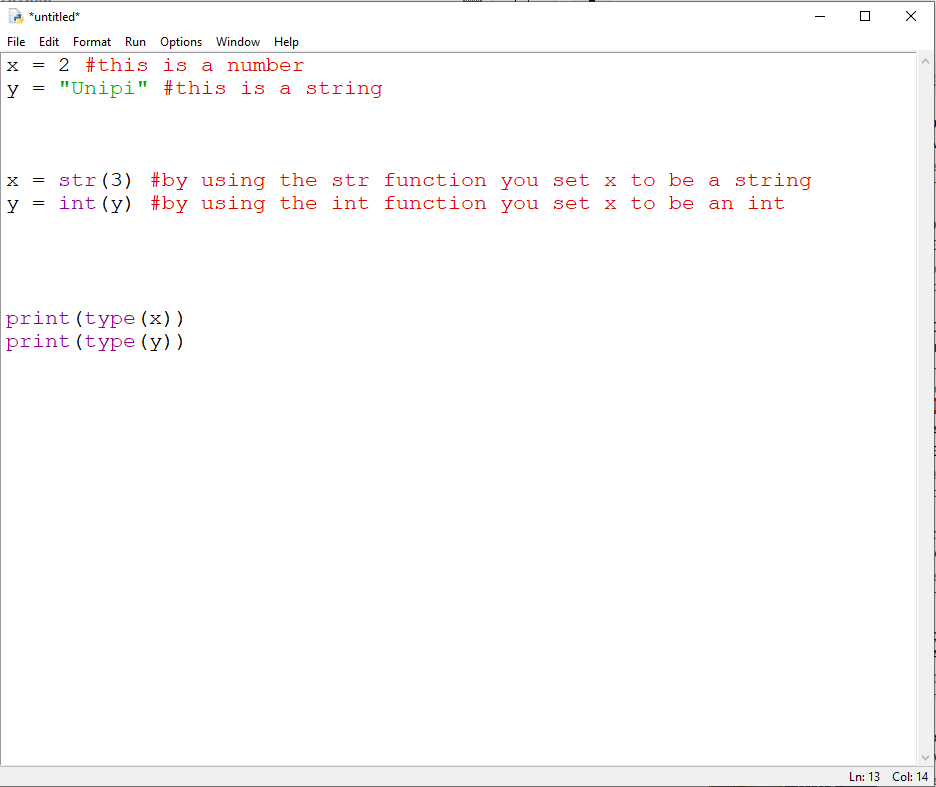 *untitled*
File Edit Format Run Options Window Help
x = 2 #this is a number
y = "Unipi" #this is a string
x = str(3) #by using the str function you set x to be a string
y = int(y) #by using the int function you set x to be an int
print(type(x))
print(type(y))
Ln: 13 Col: 14